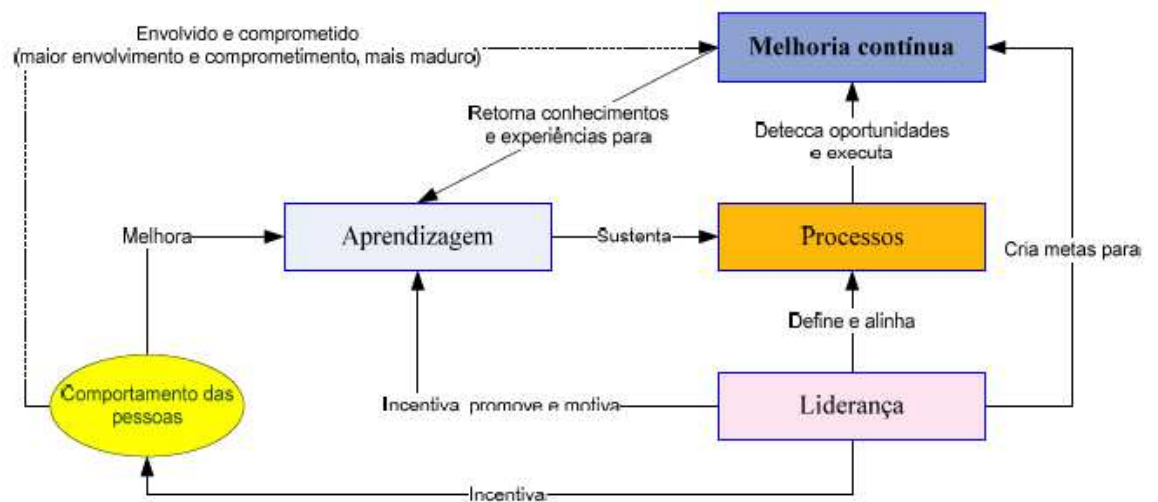 Envolvido e comprometido
(maior envolvimento e comprometimento, mais maduro)
Melhoria contínua
Retorna conhecimentos
e experiências para
Detecca oportunidades
e executa
Melhora
Aprendizagem
Sustenta
Processos
Cria metas para
Define e alinha
Comportamento das
pessoas
Incentiva, promove e motiva
Liderança
Incentiva